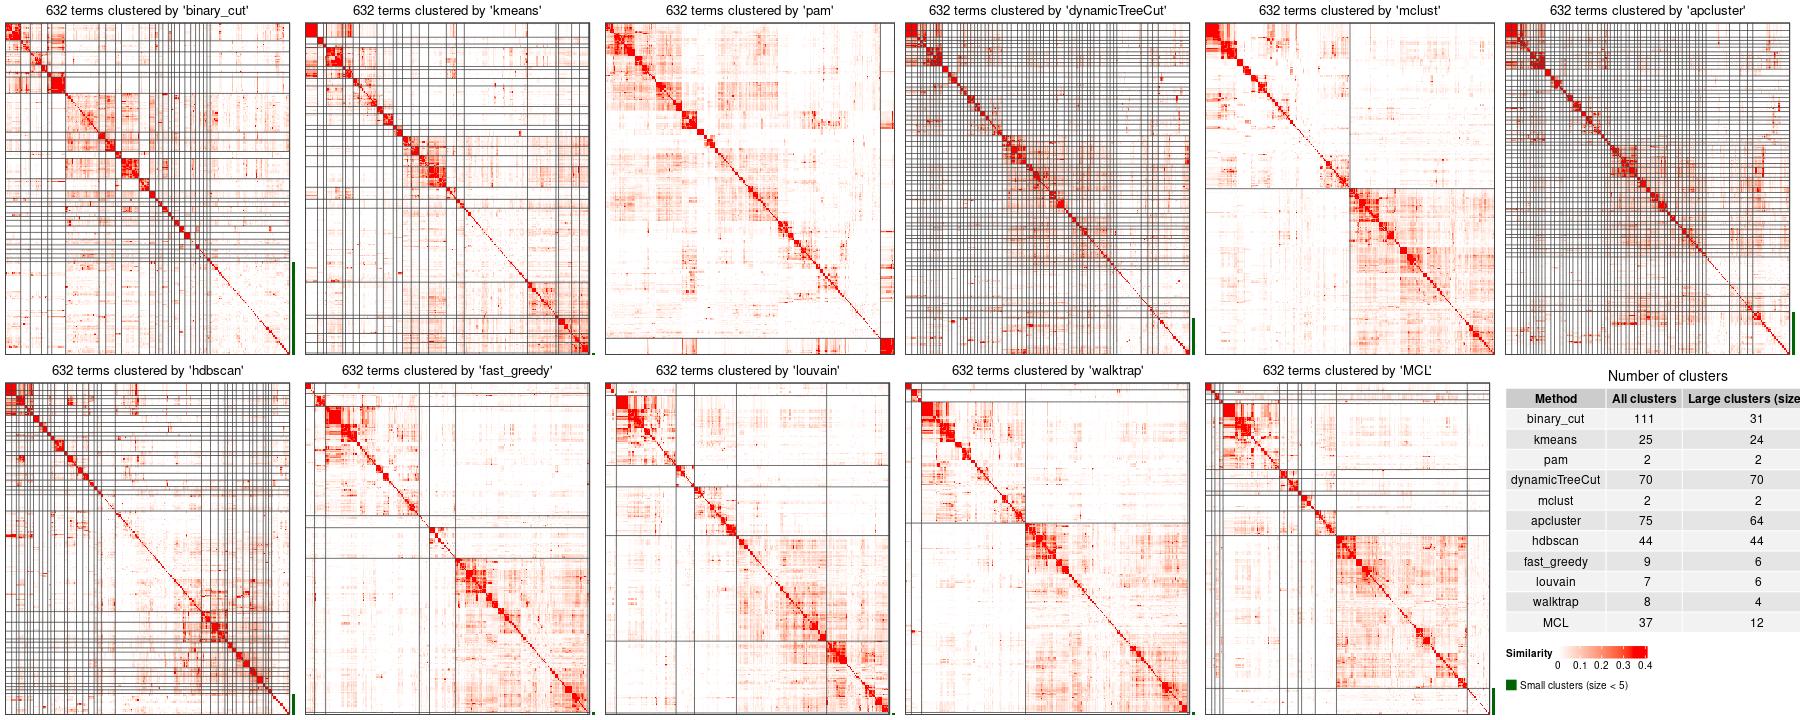 632 terms clustered by 'binary_cut'
632 terms clustered by 'kmeans'
632 terms clustered by 'pam'
632 terms clustered by 'dynamicTreeCut'
632 terms clustered by 'mclust'
632 terms clustered by 'apcluster'
632 terms clustered by 'hdbscan'
632 terms clustered by 'fast_greedy'
632 terms clustered by 'louvain'
632 terms clustered by 'walktrap'
632 terms clustered by 'MCL'
Number of clusters
Method All clusters Large clusters (size
binary_cut 111 31
kmeans 25 24
pam 2 2
dynamicTreeCut 70 70
mclust 2 2
apcluster 75 64
hdbscan 44 44
fast_greedy 9 6
louvain 7 6
walktrap 8 4
MCL 37 12
Similarity
0 0.1 0.2 0.3 0.4
Small clusters (size < 5)